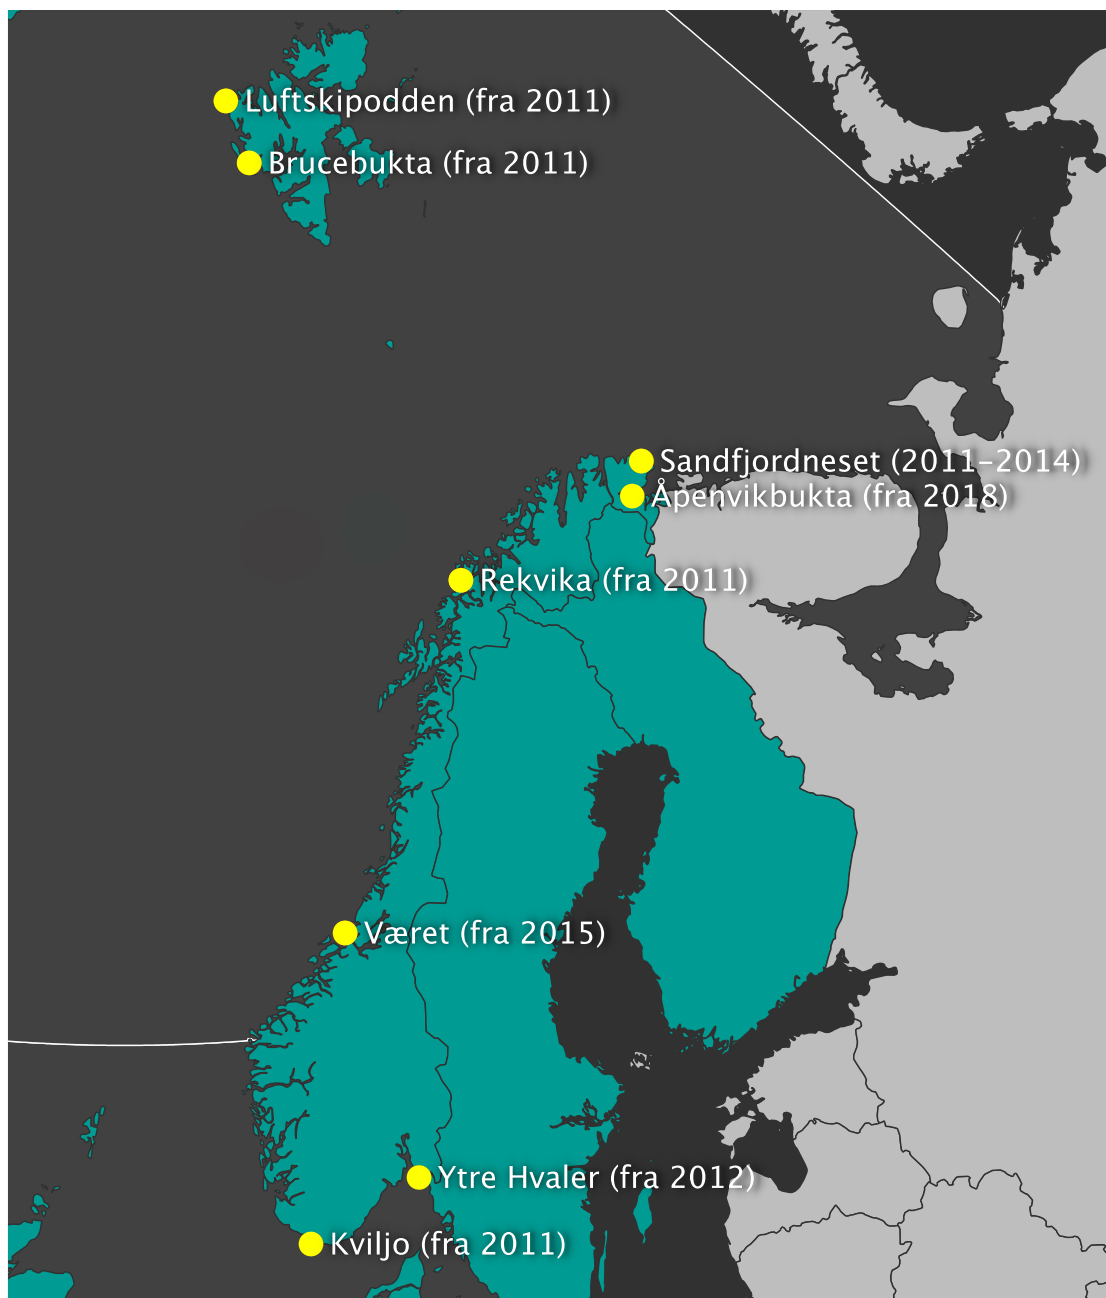 Luftskipodden (fra 2011)
Brucebukta (fra 2011)
Sandfjordneset (2011-2014)
Åpenvikbukta (fra 2018)
Rekvika (fra 2011)
Været (fra 2015)
Ytre Hvaler (fra 2012)
Kviljo (fra 2011)